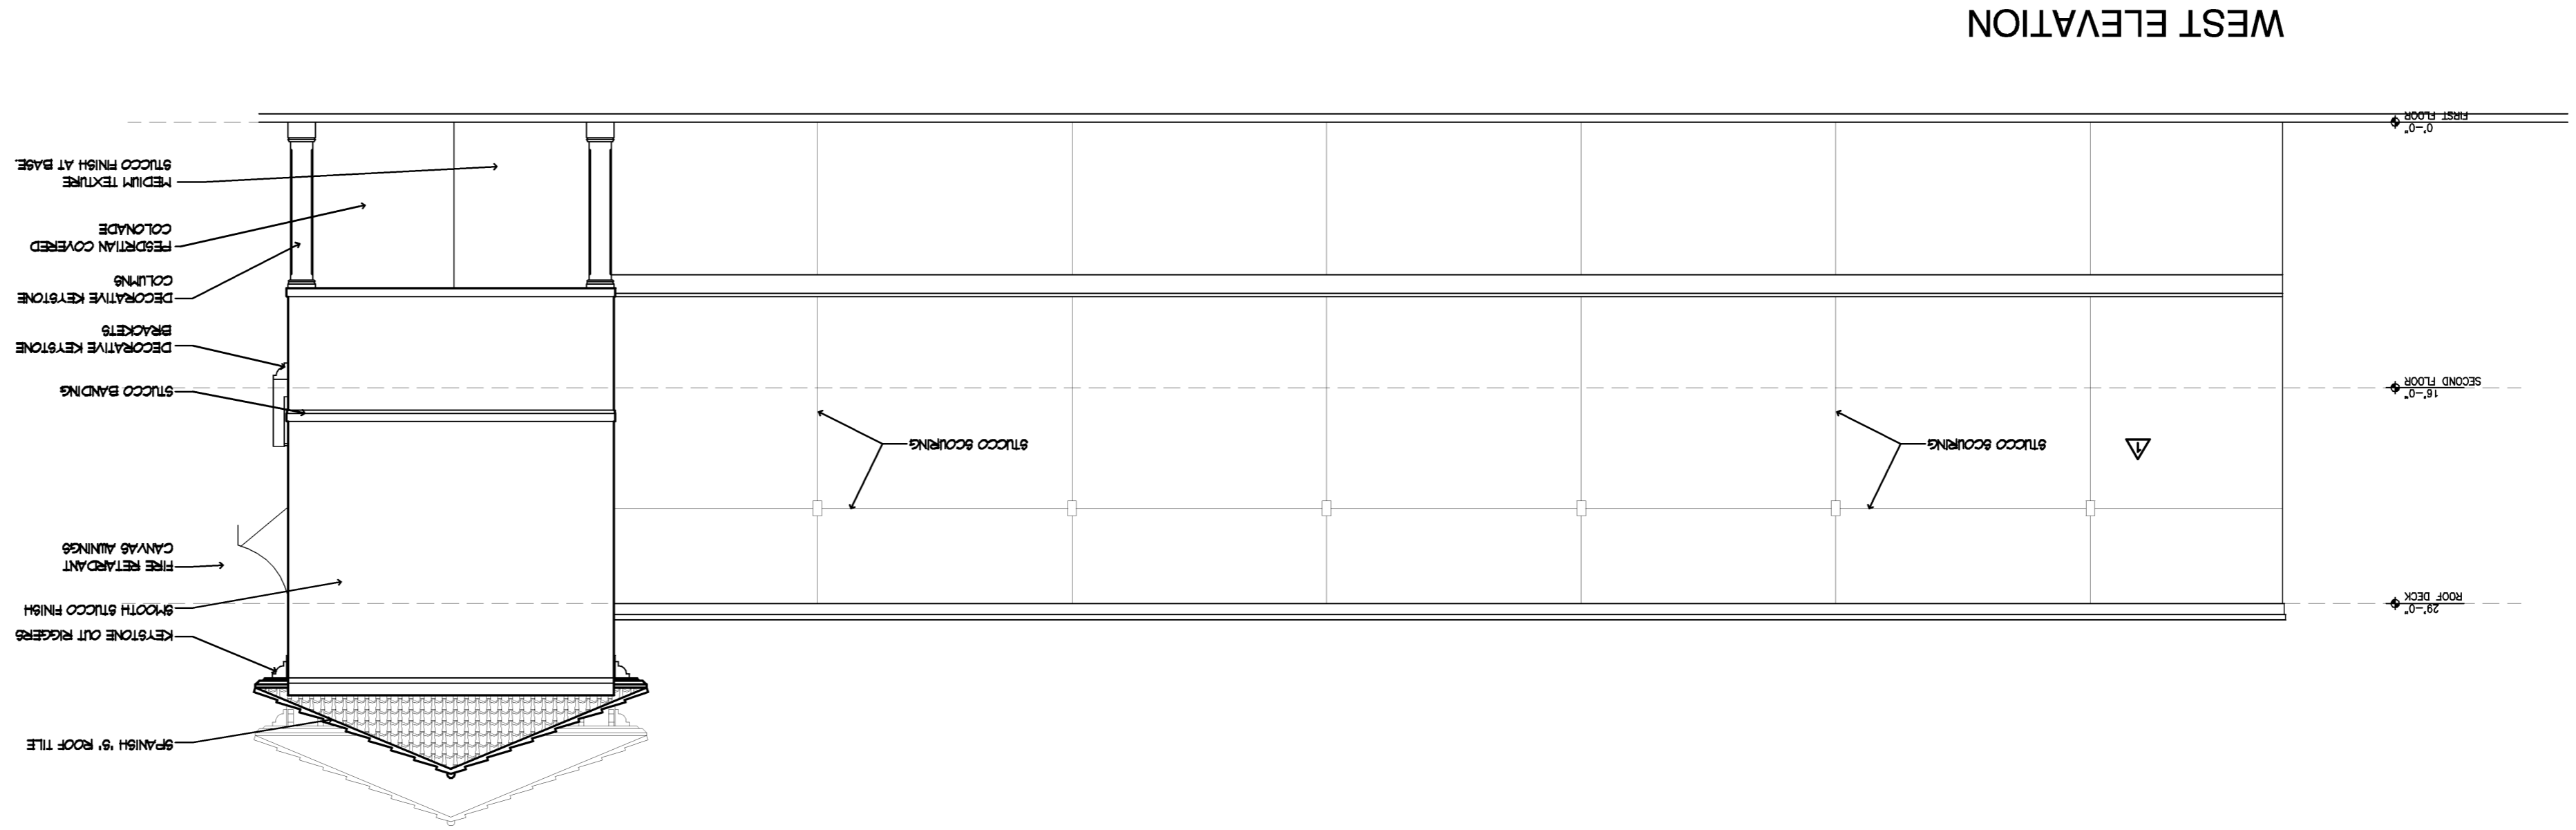 SPANISH 'S' ROOF TILE
KEYSTONE OUT RIGGERS
29'-0"
ROOF DECK
SMOOTH STUCCO FINISH
FIRE RETARDANT
CANVAS AWNINGS
1
STUCCO SCOURING
STUCCO SCOURING
STUCCO BANDING
16'-0"
SECOND FLOOR
DECORATIVE KEYSTONE
BRACKETS
DECORATIVE KEYSTONE
COLUMNS
PESDRTIAN COVERED
COLONADE
MEDIUM TEXTURE
STUCCO FINISH AT BASE.
0'-0"
FIRST FLOOR
WEST ELEVATION